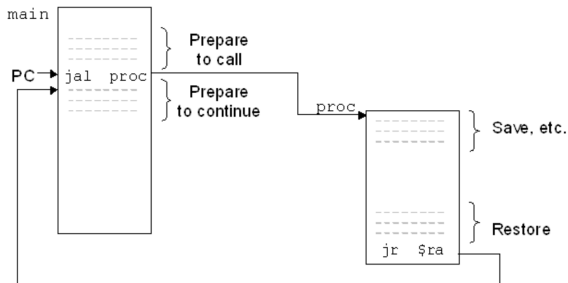 main
Prepare
to call
PC
jal proc
Prepare
to continue
proc
Save, etc.
Restore
jr $ra